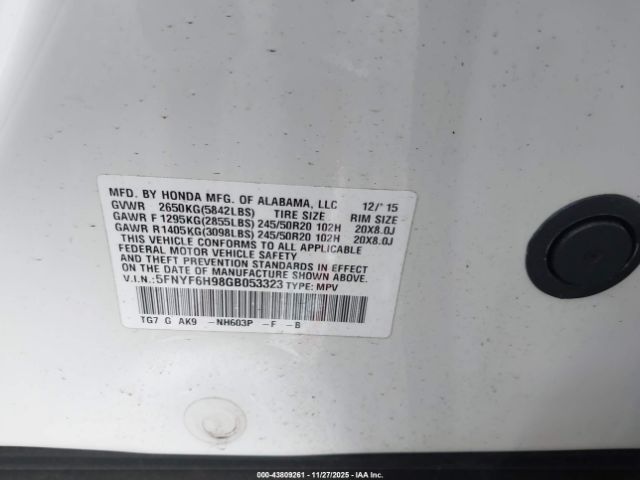 MFD. BY HONDA MFG. OF ALABAMA, LLC 12/'15
GVWR 2650KG(5842LBS) TIRE SIZE RIM SIZE
GAWR F 1295KG(2855LBS) 245/50R20 102H 20X8.0J
GAWR R 1405KG(3098LBS) 245/50R20 102H 20X8.0J
THIS VEHICLE CONFORMS TO ALL APPLICABLE
FEDERAL MOTOR VEHICLE SAFETY
AND THEFT PREVENTION STANDARDS IN EFFECT
ON THE DATE OF MANUFACTURE SHOWN ABOVE.
V.I.N.:5FNYF6H98GB053323 TYPE: MPV
TG7 G AK9 -NH603P -F -B
000-43809261 - 11/27/2025 - IAA Inc.